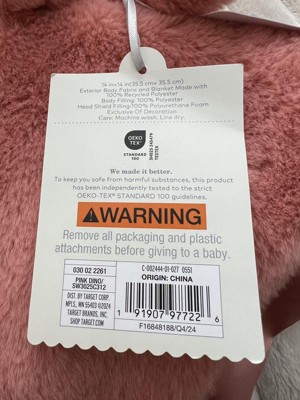 14 in x 14 in (35.5 cm x 35.5 cm)
Exterior Body Fabric and Blanket Made with
100% Recycled Polyester
Body Filling: 100% Polyester
Head Shield Filling: 100% Polyurethane Foam
Exclusive Of Decoration
Care: Machine wash. Line dry.
OEKO
TEX®
STANDARD
100
TESTEX
We made it better.
To keep you safe from harmful substances, this product
has been independently tested to the strict
OEKO-TEX® STANDARD 100 guidelines.
WARNING
Remove all packaging and plastic
attachments before giving to a baby.
030 02 2261
PINK DINO/
SW3025C312
DIST. BY TARGET CORP.
MPLS, MN 55403-02024
TARGET BRANDS, INC.
SHOP TARGET.COM
C-002444-01-027 0551
ORIGIN: CHINA
1 91907 97722 6
F16848188/Q4/24